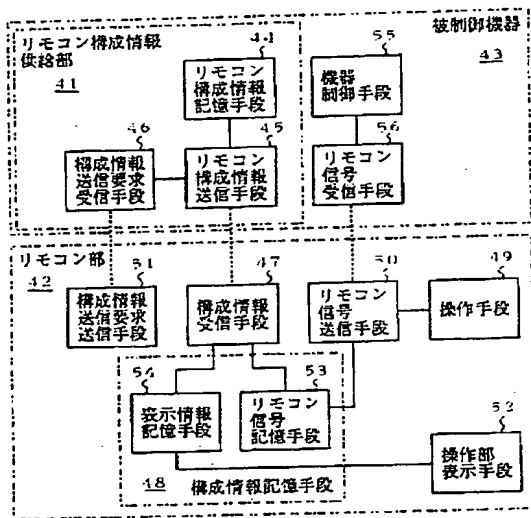 リモコン構成情報
供給部
41
44
リモコン
構成情報
記憶手段
55
機器
制御手段
被制御機器
43
46
構成情報
送信要求
受信手段
45
リモコン
構成情報
送信手段
56
リモコン
信号
受信手段
リモコン部
42
51
構成情報
送信要求
送信手段
47
構成情報
受信手段
50
リモコン
信号
送信手段
49
操作手段
54
表示情報
記憶手段
53
リモコン
信号
記憶手段
52
操作部
表示手段
48
構成情報記憶手段